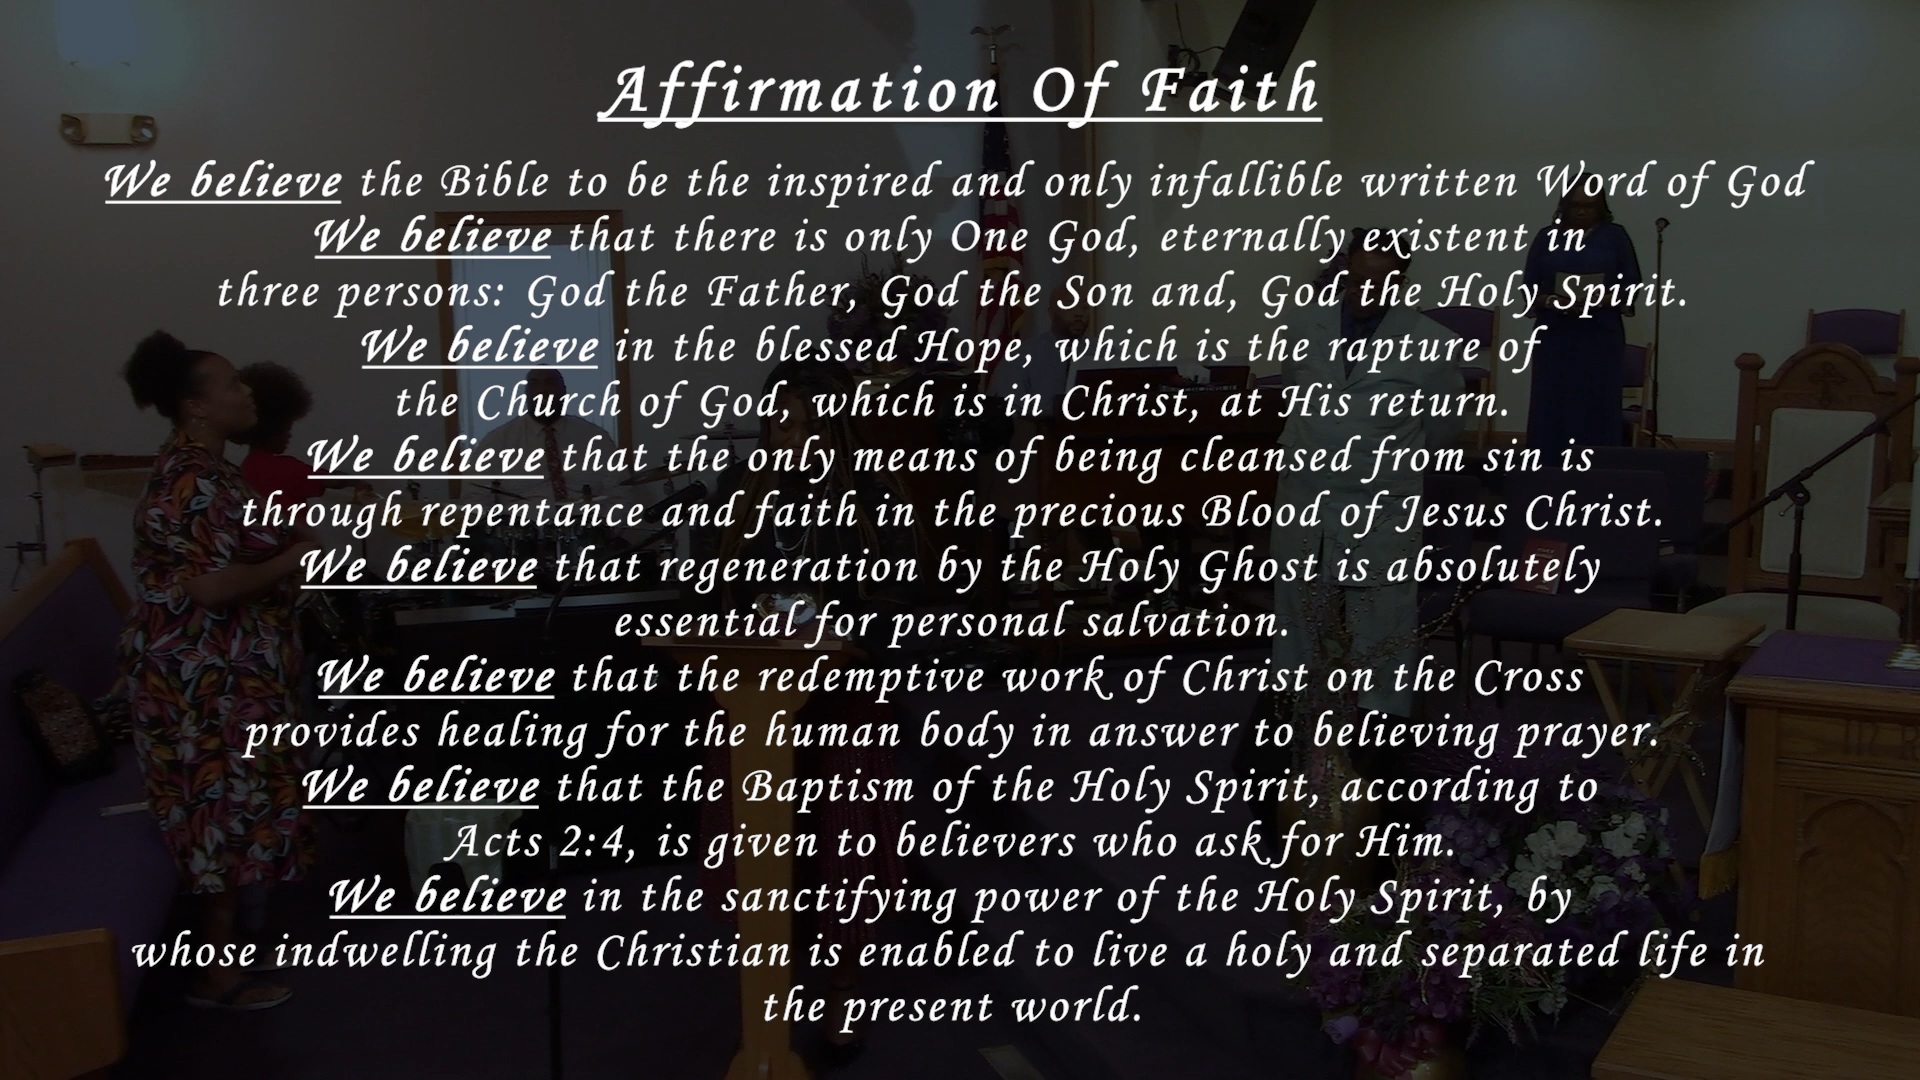 Affirmation Of Faith
We believe the Bible to be the inspired and only infallible written Word of God
We believe that there is only One God, eternally existent in
three persons: God the Father, God the Son and, God the Holy Spirit.
We believe in the blessed Hope, which is the rapture of
the Church of God, which is in Christ, at His return.
We believe that the only means of being cleansed from sin is
through repentance and faith in the precious Blood of Jesus Christ.
We believe that regeneration by the Holy Ghost is absolutely
essential for personal salvation.
We believe that the redemptive work of Christ on the Cross
provides healing for the human body in answer to believing prayer.
We believe that the Baptism of the Holy Spirit, according to
Acts 2:4, is given to believers who ask for Him.
We believe in the sanctifying power of the Holy Spirit, by
whose indwelling the Christian is enabled to live a holy and separated life in
the present world.